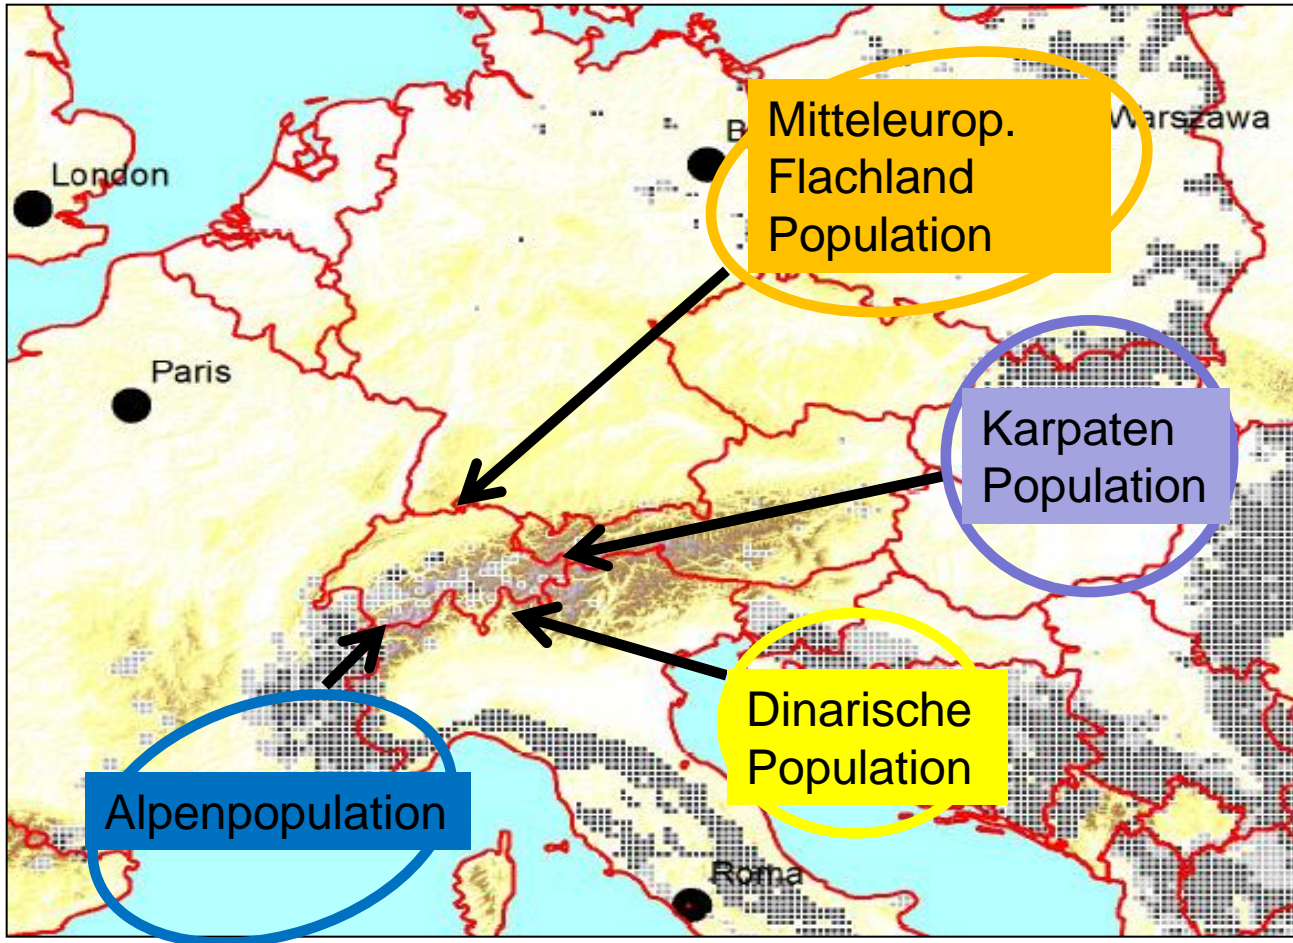 Mitteleurop.
Flachland
Population
B
Warszawa
London
Paris
Karpaten
Population
Dinarische
Population
Alpenpopulation
Roma